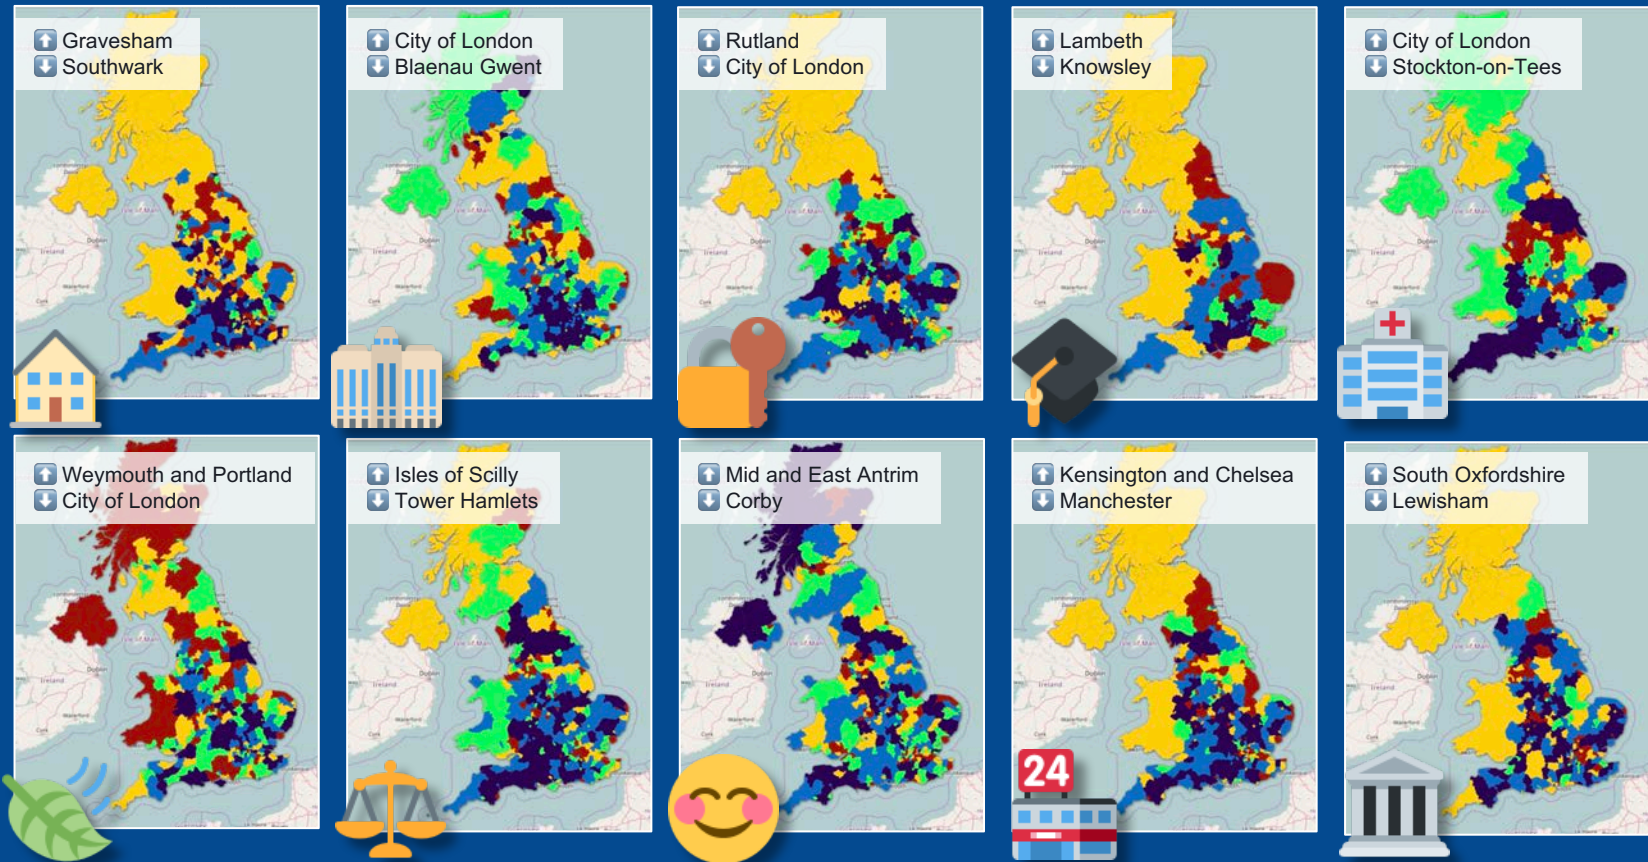 ⬆ Gravesham
⬇ Southwark
⬆ City of London
⬇ Blaenau Gwent
⬆ Rutland
⬇ City of London
⬆ Lambeth
⬇ Knowsley
⬆ City of London
⬇ Stockton-on-Tees
⬆ Weymouth and Portland
⬇ City of London
⬆ Isles of Scilly
⬇ Tower Hamlets
⬆ Mid and East Antrim
⬇ Corby
⬆ Kensington and Chelsea
⬇ Manchester
⬆ South Oxfordshire
⬇ Lewisham
24